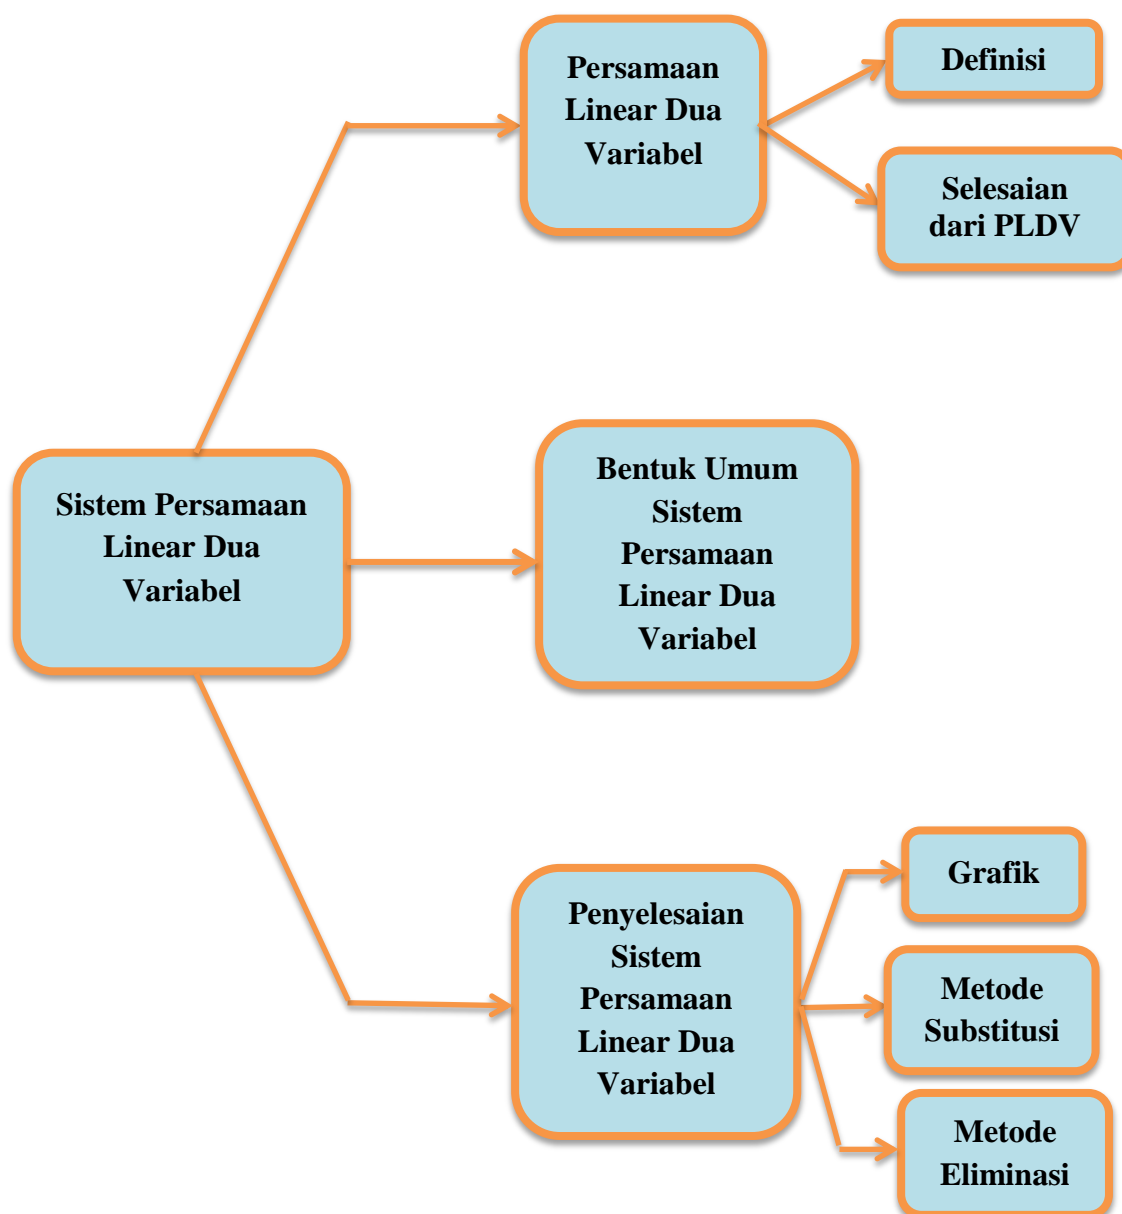 Persamaan
Linear Dua
Variabel
Definisi
Selesaian
dari PLDV
Sistem Persamaan
Linear Dua
Variabel
Bentuk Umum
Sistem
Persamaan
Linear Dua
Variabel
Penyelesaian
Sistem
Persamaan
Linear Dua
Variabel
Grafik
Metode
Substitusi
Metode
Eliminasi